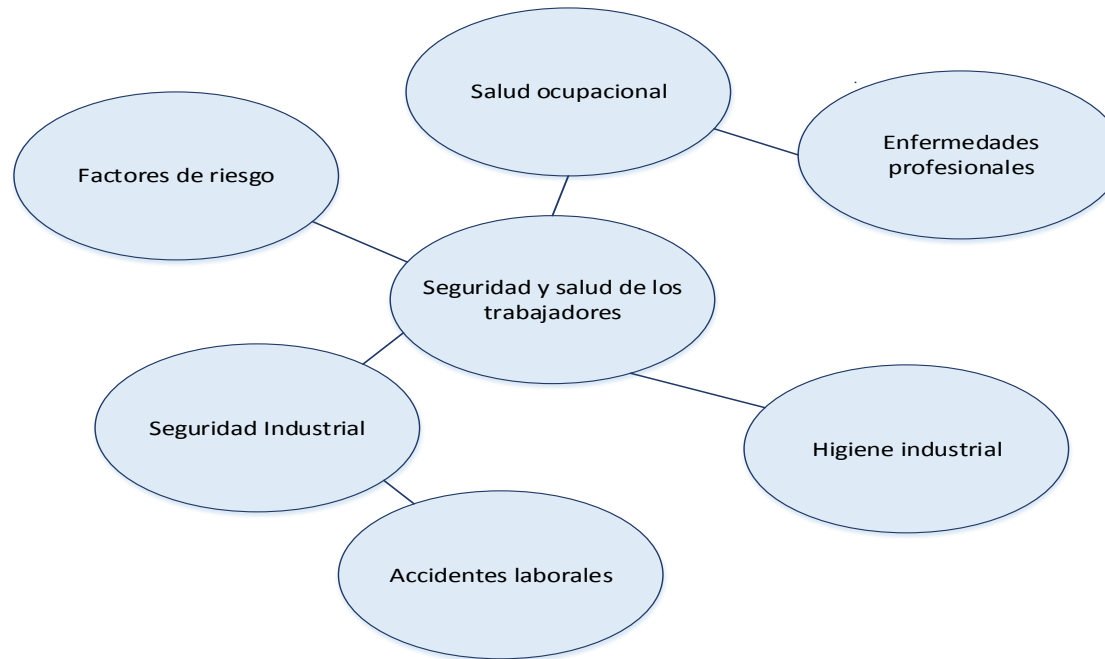 Salud ocupacional
Enfermedades
profesionales
Factores de riesgo
Seguridad y salud de los
trabajadores
Seguridad Industrial
Higiene industrial
Accidentes laborales